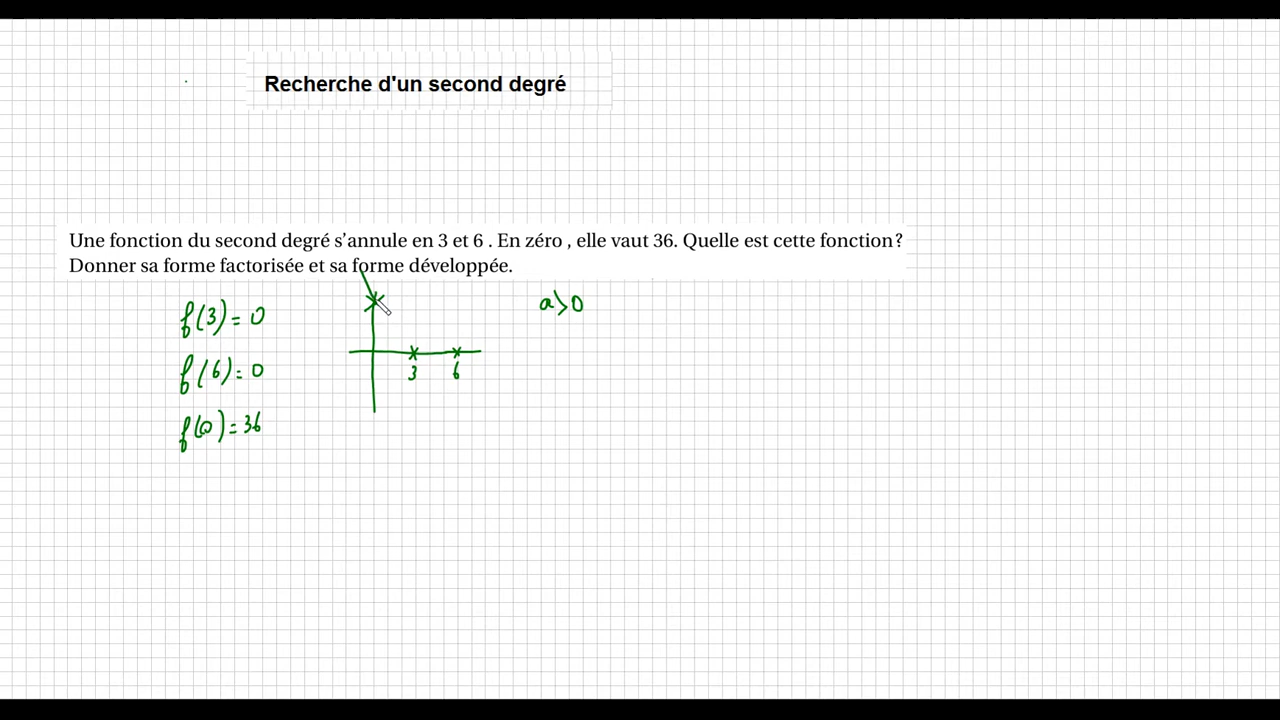 Recherche d'un second degré
Une fonction du second degré s'annule en 3 et 6 . En zéro , elle vaut 36. Quelle est cette fonction?
Donner sa forme factorisée et sa forme développée.
f(3) = 0
a>0
f(6) = 0
3 6
f(0) = 36